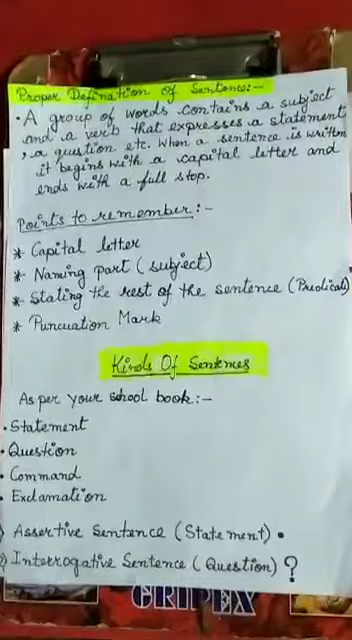 Proper Defination of Sentence:-
• A group of words contains a subject
and a verb that expresses a statement
, a question etc. When a sentence is written
it begins with a capital letter and
ends with a full stop.
Points to remember:-
* Capital letter
* Naming part (subject)
* Stating the rest of the sentence (Predicate)
* Puncuation Mark
Kinds Of Sentences
As per your school book:-
• Statement
• Question
• Command
• Exclamation
) Assertive Sentence (Statement) .
) Interrogative Sentence (Question) ?
GRIPEX